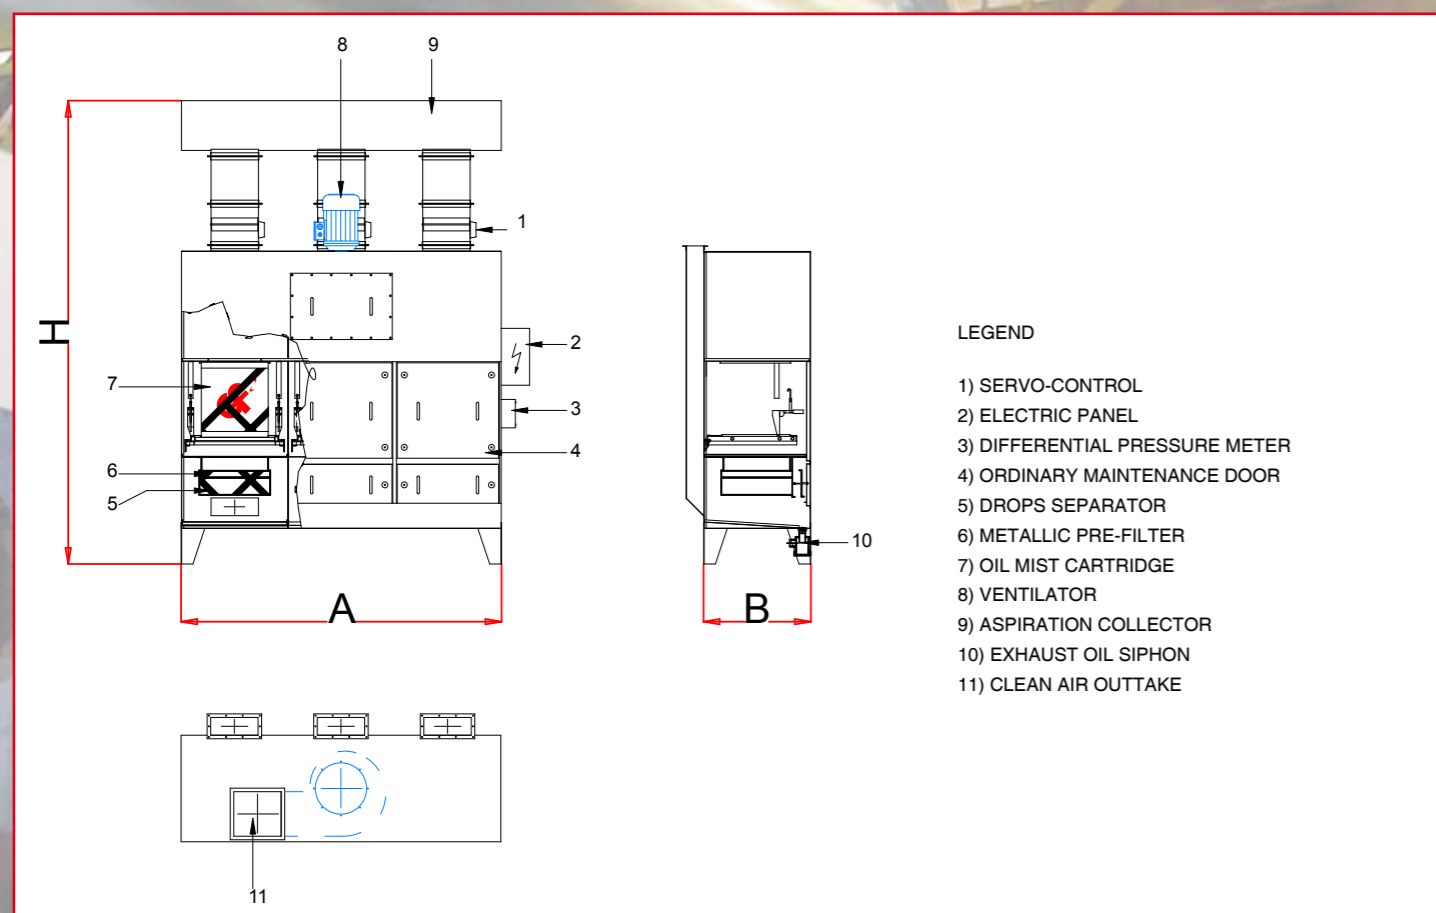 8
9
1
H
2
7
3
4
6
5
10
A
B
11
LEGEND
1) SERVO-CONTROL
2) ELECTRIC PANEL
3) DIFFERENTIAL PRESSURE METER
4) ORDINARY MAINTENANCE DOOR
5) DROPS SEPARATOR
6) METALLIC PRE-FILTER
7) OIL MIST CARTRIDGE
8) VENTILATOR
9) ASPIRATION COLLECTOR
10) EXHAUST OIL SIPHON
11) CLEAN AIR OUTTAKE